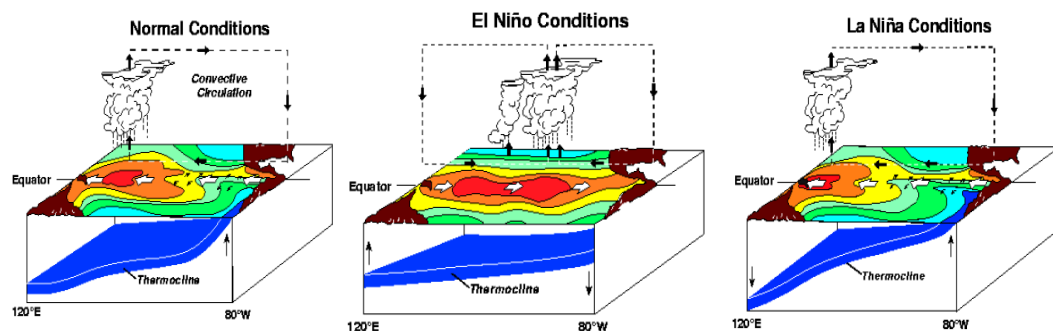 Normal Conditions
Convective
Circulation
Equator
Thermocline
120°E
80°W
El Niño Conditions
Equator
Thermocline
120°E
80°W
La Niña Conditions
Equator
Thermocline
120°E
80°W